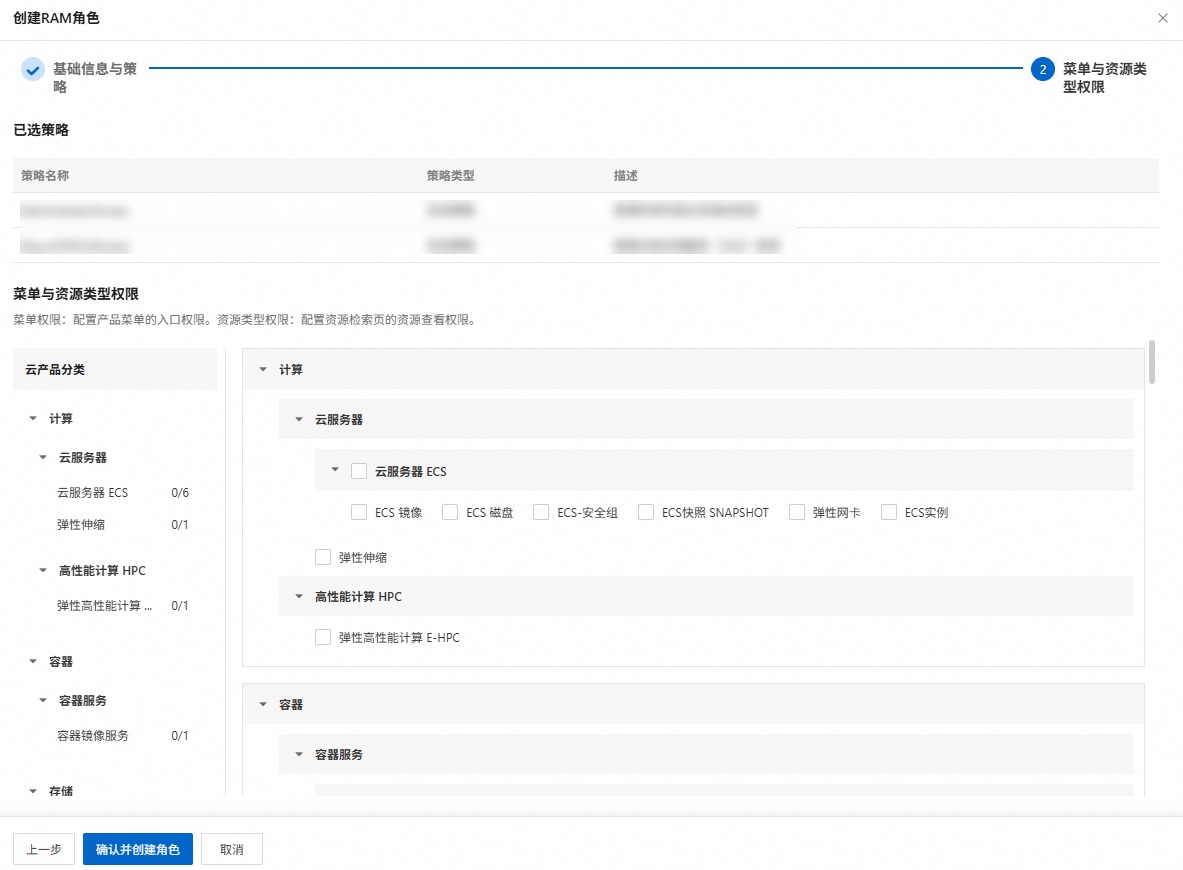 创建RAM角色
基础信息与策
略
2
菜单与资源类
型权限
已选策略
策略名称 策略类型 描述
菜单与资源类型权限
菜单权限：配置产品菜单的入口权限。资源类型权限：配置资源检索页的资源查看权限。
云产品分类
计算
云服务器
云服务器 ECS 0/6
弹性伸缩 0/1
高性能计算 HPC
弹性高性能计算 ... 0/1
容器
容器服务
容器镜像服务 0/1
存储
计算
云服务器
云服务器 ECS
ECS 镜像 ECS 磁盘 ECS-安全组 ECS快照 SNAPSHOT 弹性网卡 ECS实例
弹性伸缩
高性能计算 HPC
弹性高性能计算 E-HPC
容器
容器服务
上一步 确认并创建角色 取消